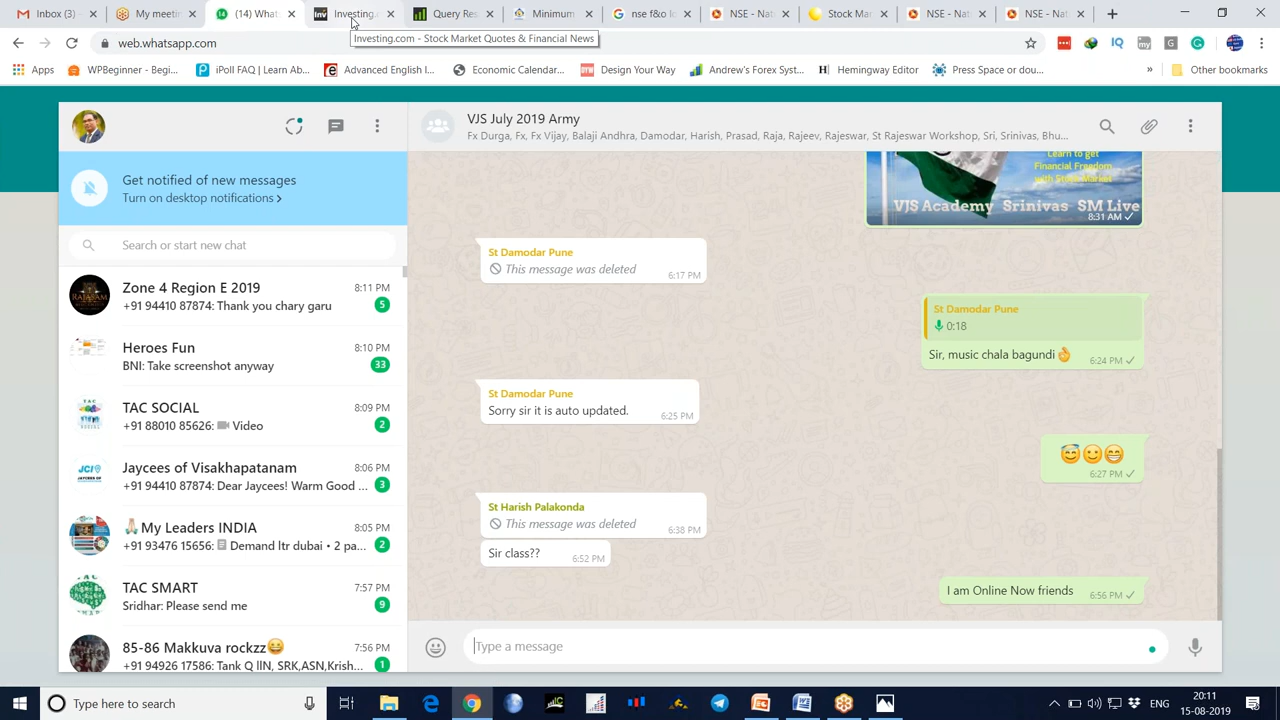 Inbox (3)
My meetin
(14) What
Investing.
Query Res
Minimum
nse f&o l
NSE - Nat
Stock Mar
NSE - Nat
NSE - Nat
web.whatsapp.com
Investing.com - Stock Market Quotes & Financial News
Apps
WPBeginner - Begi...
iPoll FAQ | Learn Ab...
Advanced English I...
Economic Calendar...
Design Your Way
Andrew's Forex Syst...
Hemingway Editor
Press Space or dou...
»
Other bookmarks
VJS July 2019 Army
Fx Durga, Fx, Fx Vijay, Balaji Andhra, Damodar, Harish, Prasad, Raja, Rajeev, Rajeswar, St Rajeswar Workshop, Sri, Srinivas, Bhu...
Get notified of new messages
Turn on desktop notifications >
Search or start new chat
Zone 4 Region E 2019
8:11 PM
+91 94410 87874: Thank you chary garu
5
Heroes Fun
8:10 PM
BNI: Take screenshot anyway
33
TAC SOCIAL
8:09 PM
+91 88010 85626: Video
2
Jaycees of Visakhapatanam
8:06 PM
+91 94410 87874: Dear Jaycees! Warm Good ...
3
🙏🏻My Leaders INDIA
8:05 PM
+91 93476 15656: Demand ltr dubai • 2 pa...
2
TAC SMART
7:57 PM
Sridhar: Please send me
9
85-86 Makkuva rockzz😄
7:56 PM
+91 94926 17586: Tank Q llN, SRK,ASN,Krish...
1
Learn to get
Financial Freedom
with Stock Market
VJS Academy Srinivas SM Live
8:31 AM
St Damodar Pune
This message was deleted
6:17 PM
St Damodar Pune
0:18
Sir, music chala bagundi👌
6:24 PM
St Damodar Pune
Sorry sir it is auto updated.
6:25 PM
😇🙂😁
6:27 PM
St Harish Palakonda
This message was deleted
6:38 PM
Sir class??
6:52 PM
I am Online Now friends
6:56 PM
Type a message
Type here to search
ENG
20:11
15-08-2019